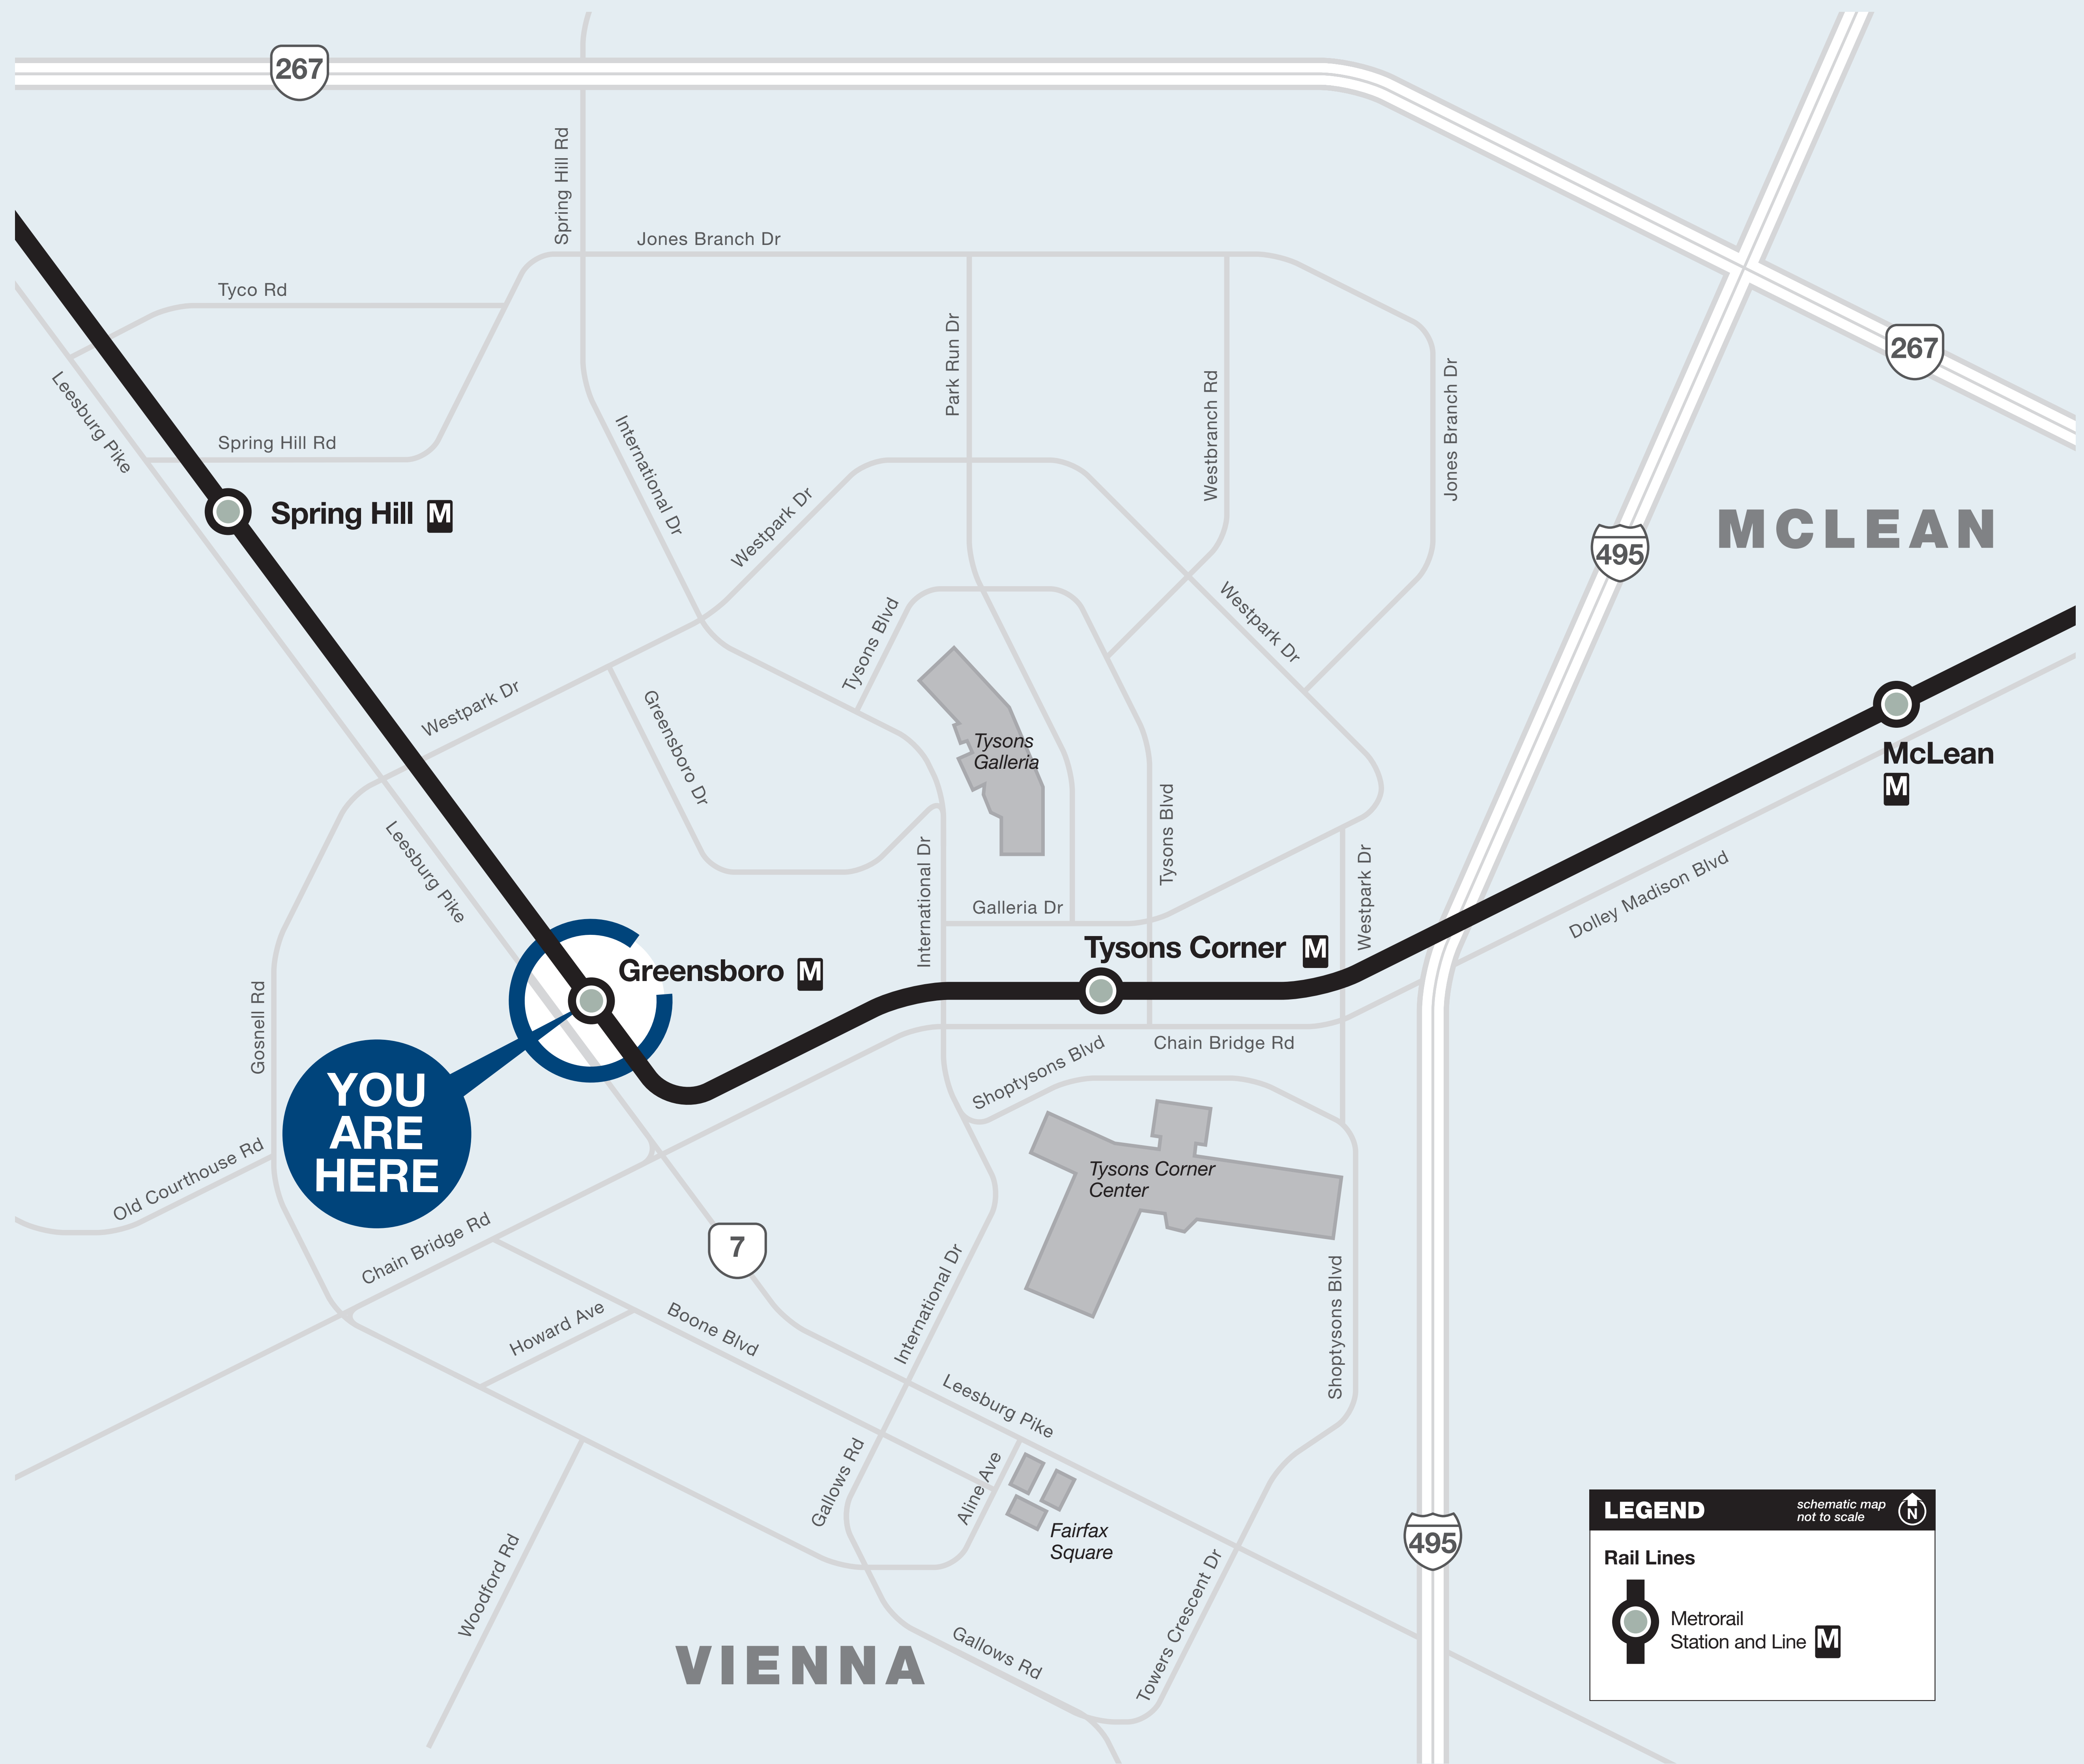 267
Spring Hill Rd
Jones Branch Dr
Tyco Rd
Park Run Dr
267
Leesburg Pike
Westbranch Rd
Jones Branch Dr
Spring Hill Rd
International Dr
Westpark Dr
Spring Hill M
MCLEAN
495
Tysons Blvd
Westpark Dr
Westpark Dr
Greensboro Dr
Tysons
Galleria
McLean
M
Leesburg Pike
International Dr
Tysons Blvd
Westpark Dr
Dolley Madison Blvd
Galleria Dr
Tysons Corner M
Greensboro M
Gosnell Rd
Chain Bridge Rd
Shoptysons Blvd
YOU
ARE
HERE
Old Courthouse Rd
Tysons Corner
Center
Chain Bridge Rd
7
International Dr
Shoptysons Blvd
Howard Ave
Boone Blvd
Leesburg Pike
Gallows Rd
Aline Ave
Fairfax
Square
495
Woodford Rd
Gallows Rd
Towers Crescent Dr
VIENNA
LEGEND
schematic map
not to scale
N
Rail Lines
Metrorail
Station and Line M